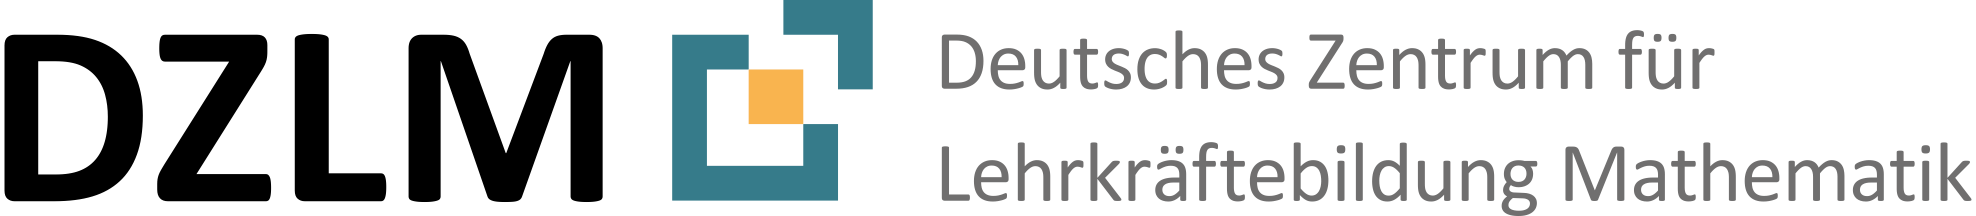 DZLM
Deutsches Zentrum für
Lehrkräftebildung Mathematik